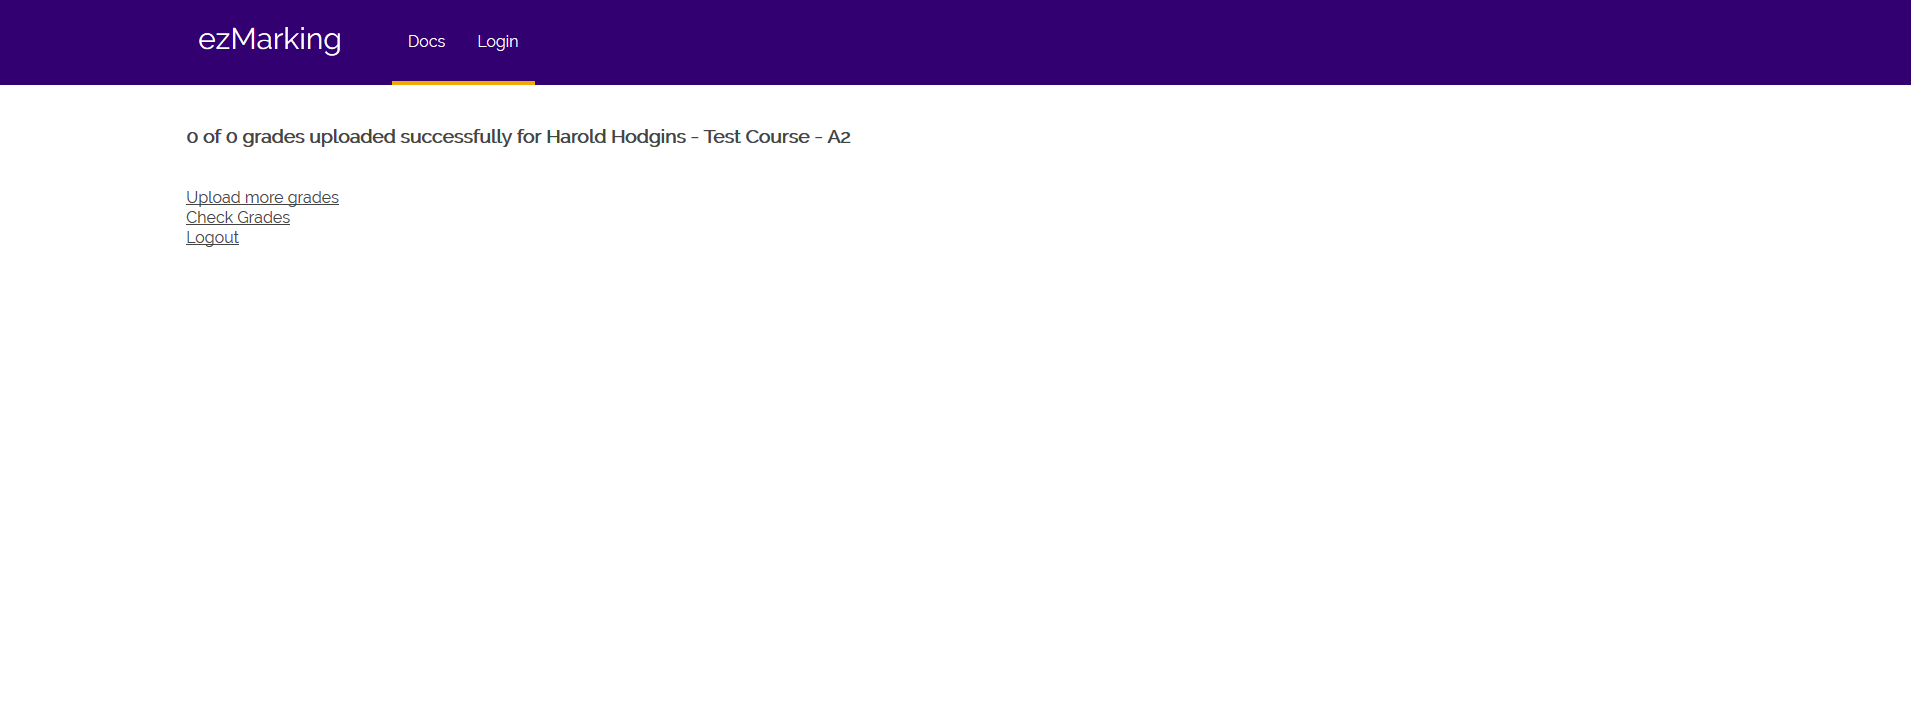 ezMarking Docs Login
0 of 0 grades uploaded successfully for Harold Hodgins - Test Course - A2
Upload more grades
Check Grades
Logout